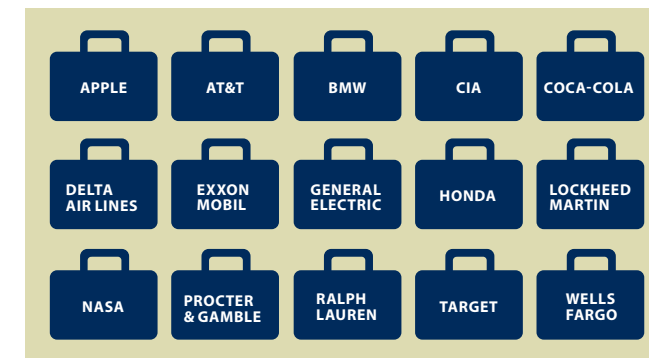 APPLE
AT&T
BMW
CIA
COCA-COLA
DELTA
AIR LINES
EXXON
MOBIL
GENERAL
ELECTRIC
HONDA
LOCKHEED
MARTIN
NASA
PROCTER
& GAMBLE
RALPH
LAUREN
TARGET
WELLS
FARGO